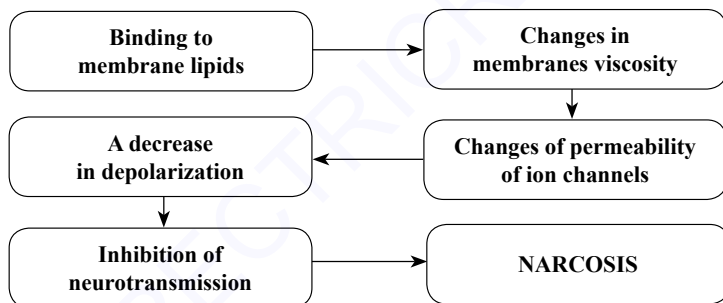 Binding to
membrane lipids
Changes in
membranes viscosity
Changes of permeability
of ion channels
A decrease
in depolarization
Inhibition of
neurotransmission
NARCOSIS